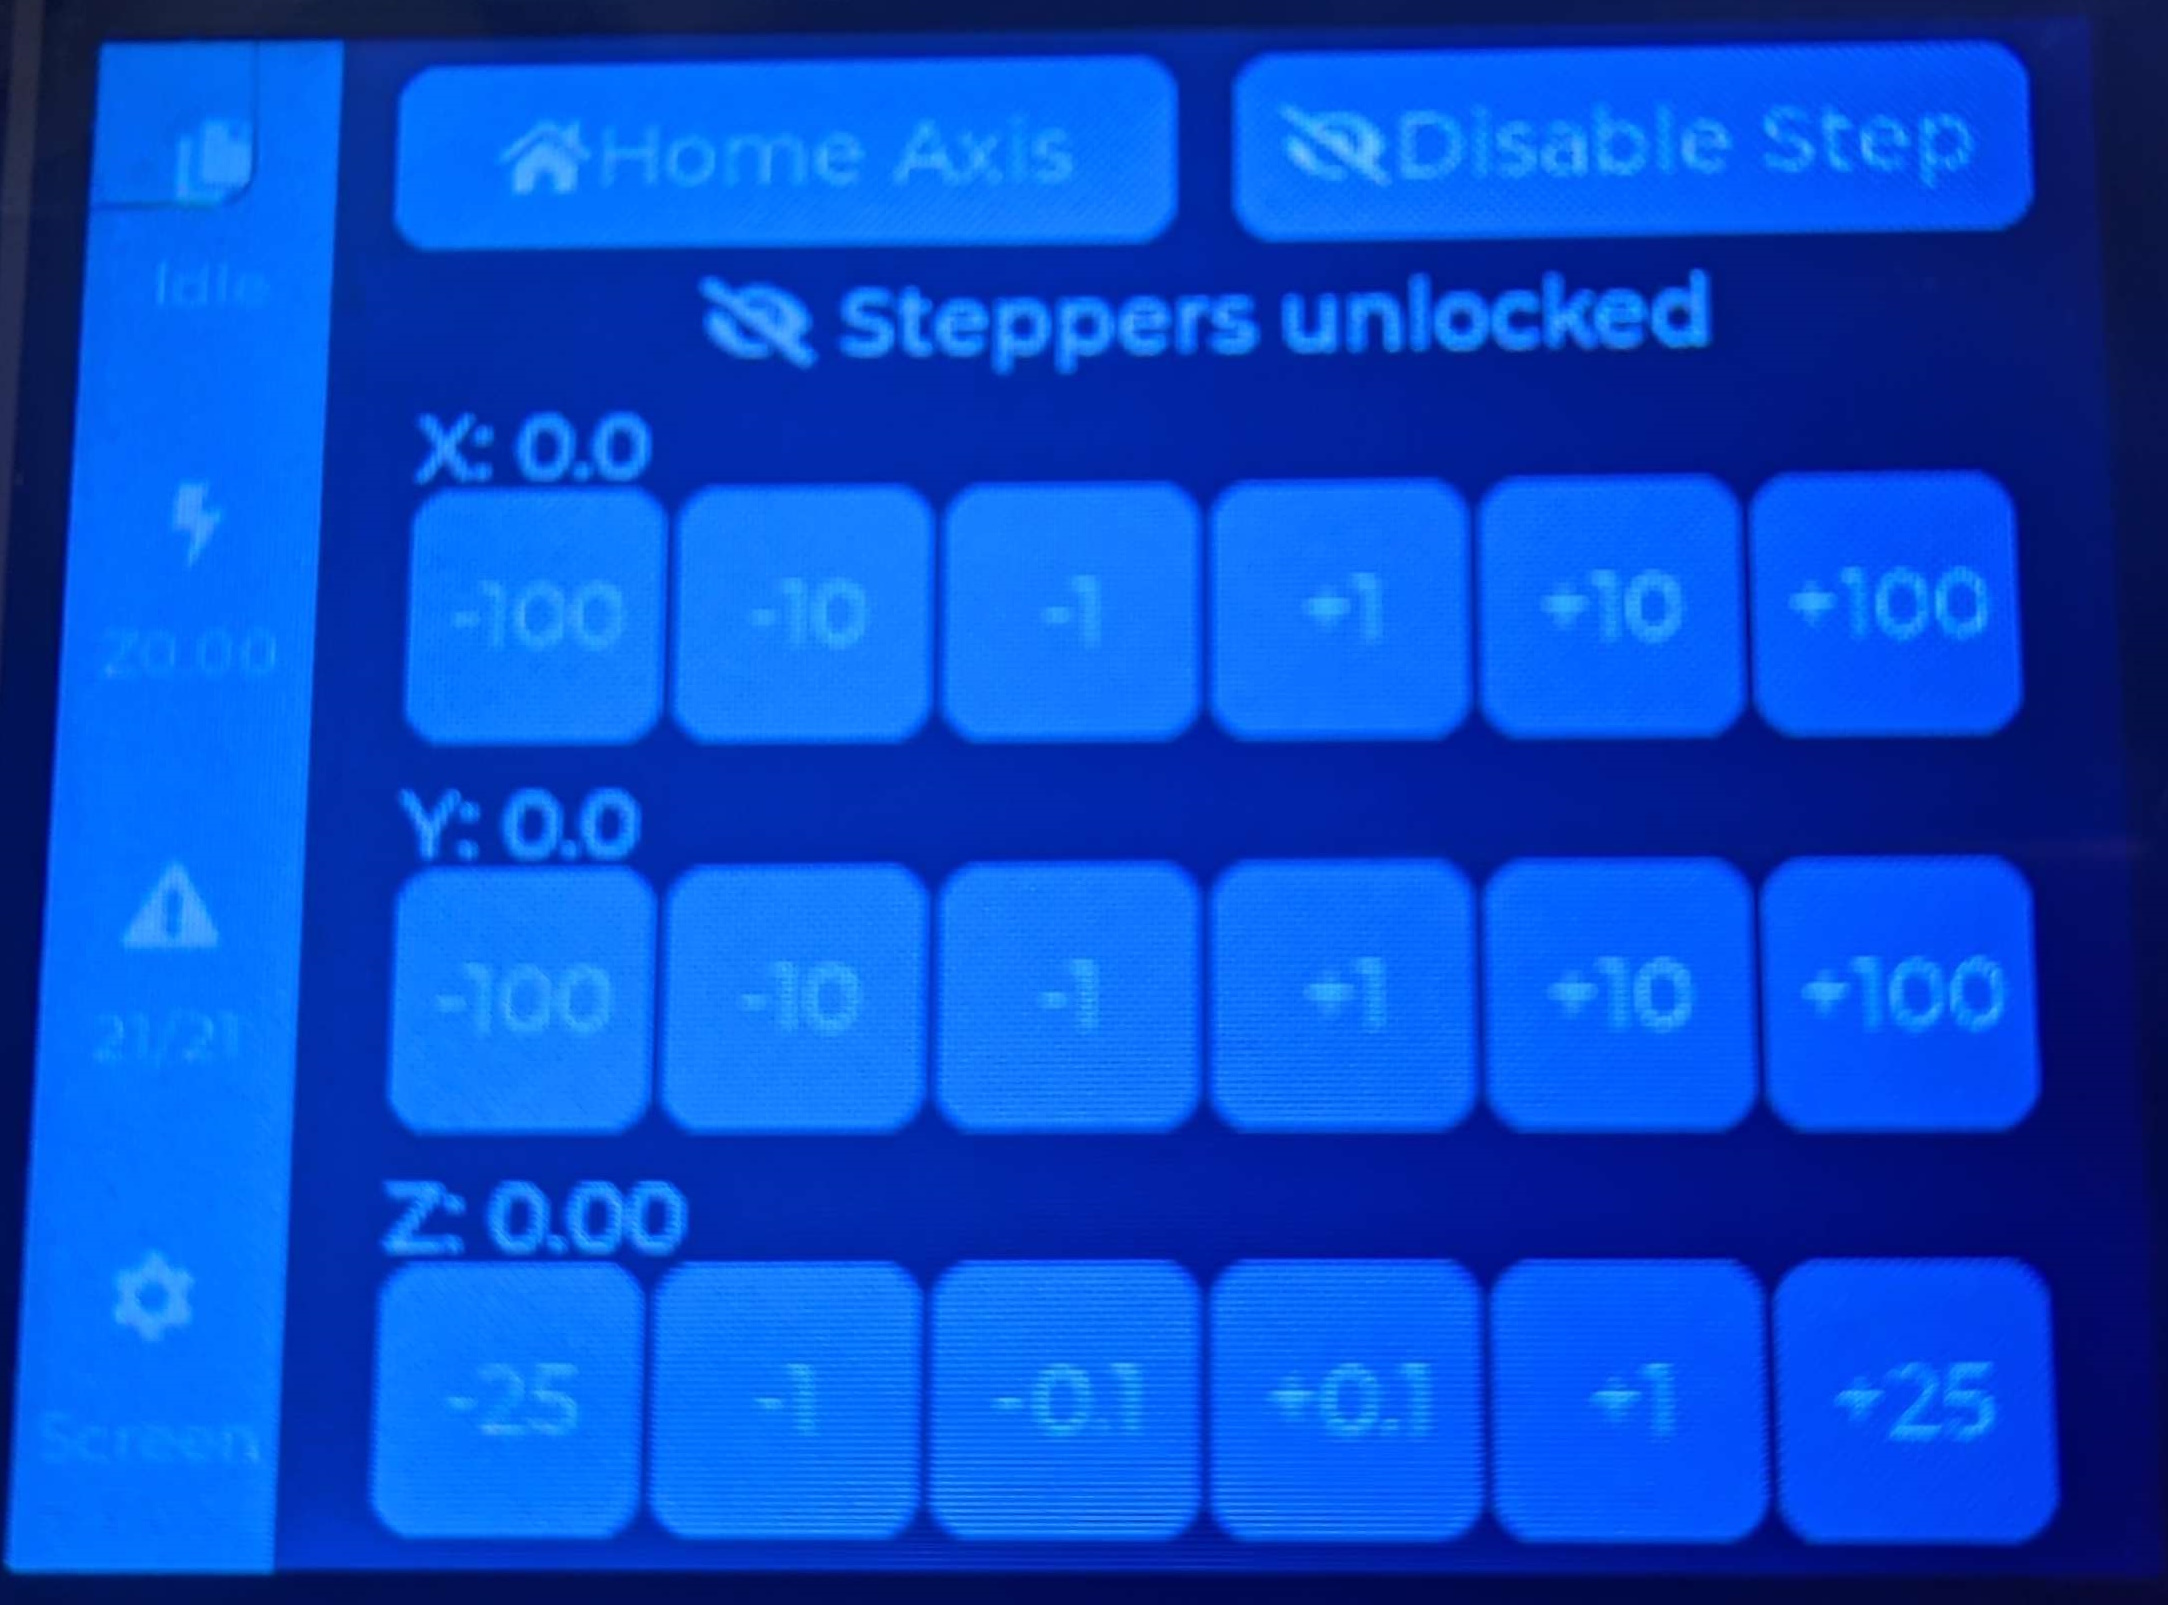 Home Axis
Disable Step
Steppers unlocked
X: 0.0
-100 -10 -1 +1 +10 +100
Y: 0.0
-100 -10 -1 +1 +10 +100
Z: 0.00
-25 -1 -0.1 +0.1 +1 +25
Idle
Z0.00
21/21
Screen